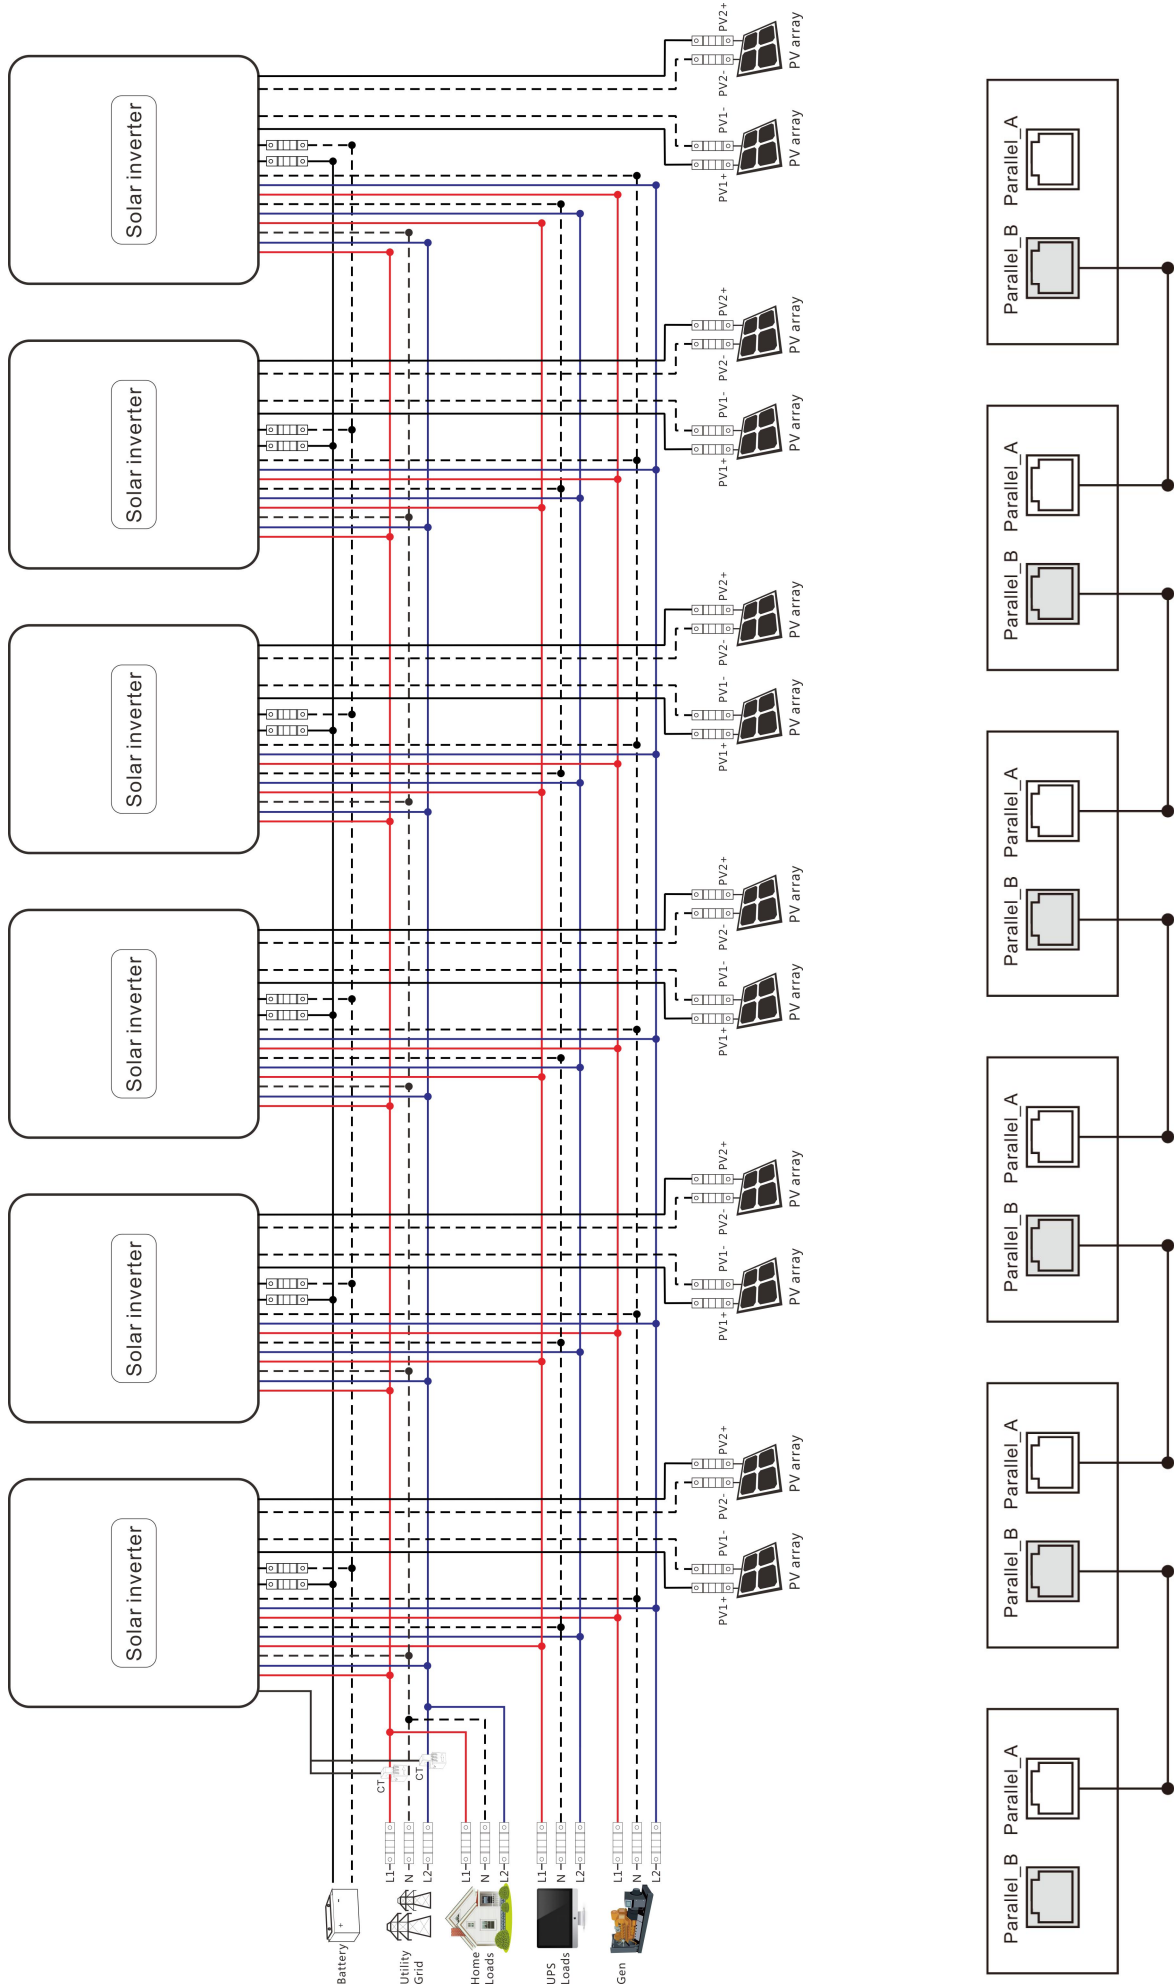 Solar inverter
Solar inverter
Solar inverter
Solar inverter
Solar inverter
Solar inverter
Battery
+
-
Utility
Grid
L1
N
L2
CT
CT
Home
Loads
L1
N
L2
UPS
Loads
L1
N
L2
Gen
L1
N
L2
PV1+
PV1-
PV2-
PV2+
PV array
PV array
PV1+
PV1-
PV2-
PV2+
PV array
PV array
PV1+
PV1-
PV2-
PV2+
PV array
PV array
PV1+
PV1-
PV2-
PV2+
PV array
PV array
PV1+
PV1-
PV2-
PV2+
PV array
PV array
PV1+
PV1-
PV2-
PV2+
PV array
PV array
Parallel_B
Parallel_A
Parallel_B
Parallel_A
Parallel_B
Parallel_A
Parallel_B
Parallel_A
Parallel_B
Parallel_A
Parallel_B
Parallel_A